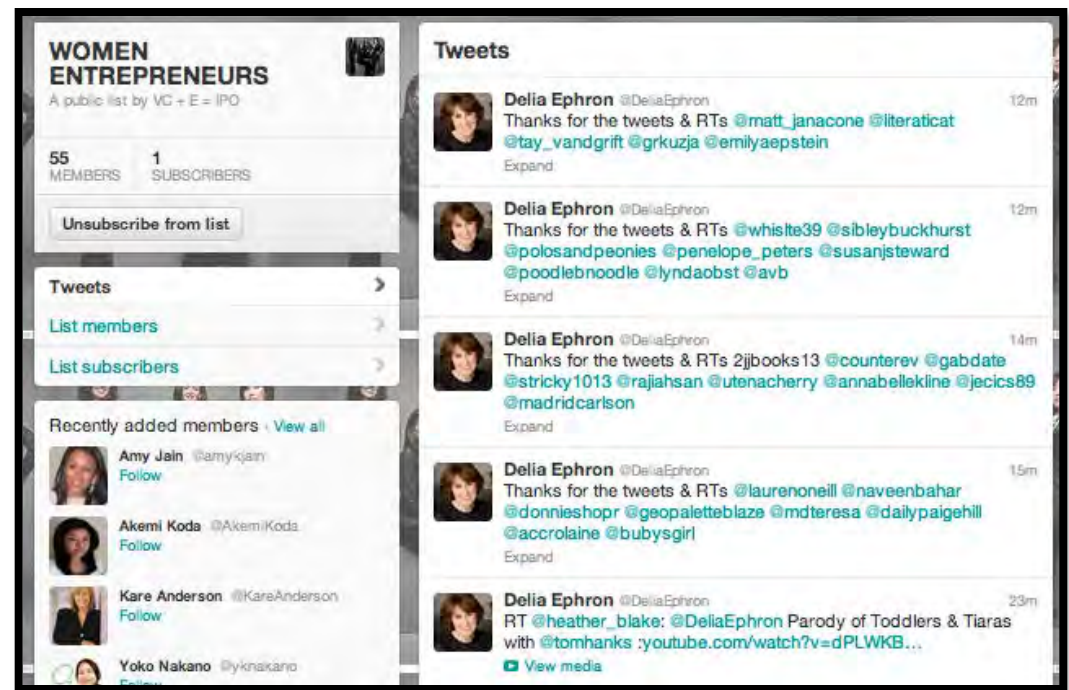 WOMEN
ENTREPRENEURS
A public list by VC + E = IPO
55
MEMBERS
1
SUBSCRIBERS
Unsubscribe from list
Tweets
List members
List subscribers
Recently added members · View all
Amy Jain @amykjain
Follow
Akemi Koda @AkemiKoda
Follow
Kare Anderson @KareAnderson
Follow
Yoko Nakano @yknakano
Follow
Tweets
Delia Ephron @DeliaEphron 12m
Thanks for the tweets & RTs @matt_janacone @literaticat
@tay_vandgrift @grkuzja @emilyaepstein
Expand
Delia Ephron @DeliaEphron 12m
Thanks for the tweets & RTs @whislte39 @sibleybuckhurst
@polosandpeonies @penelope_peters @susanjsteward
@poodlebnoodle @lyndaobst @avb
Expand
Delia Ephron @DeliaEphron 14m
Thanks for the tweets & RTs 2jjbooks13 @counterev @gabdate
@stricky1013 @rajiahsan @utenacherry @annabellekline @jecics89
@madridcarlson
Expand
Delia Ephron @DeliaEphron 15m
Thanks for the tweets & RTs @laurenoneill @naveenbahar
@donnieshopr @geopaletteblaze @mdteresa @dailypaigehill
@accrolaine @bubysgirl
Expand
Delia Ephron @DeliaEphron 23m
RT @heather_blake: @DeliaEphron Parody of Toddlers & Tiaras
with @tomhanks :youtube.com/watch?v=dPLWKB…
View media